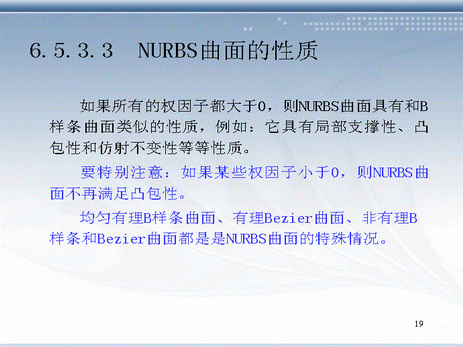 6.5.3.3 NURBS曲面的性质
如果所有的权因子都大于0，则NURBS曲面具有和B
样条曲面类似的性质，例如：它具有局部支撑性、凸
包性和仿射不变性等等性质。
要特别注意：如果某些权因子小于0，则NURBS曲
面不再满足凸包性。
均匀有理B样条曲面、有理Bezier曲面、非有理B
样条和Bezier曲面都是是NURBS曲面的特殊情况。
19